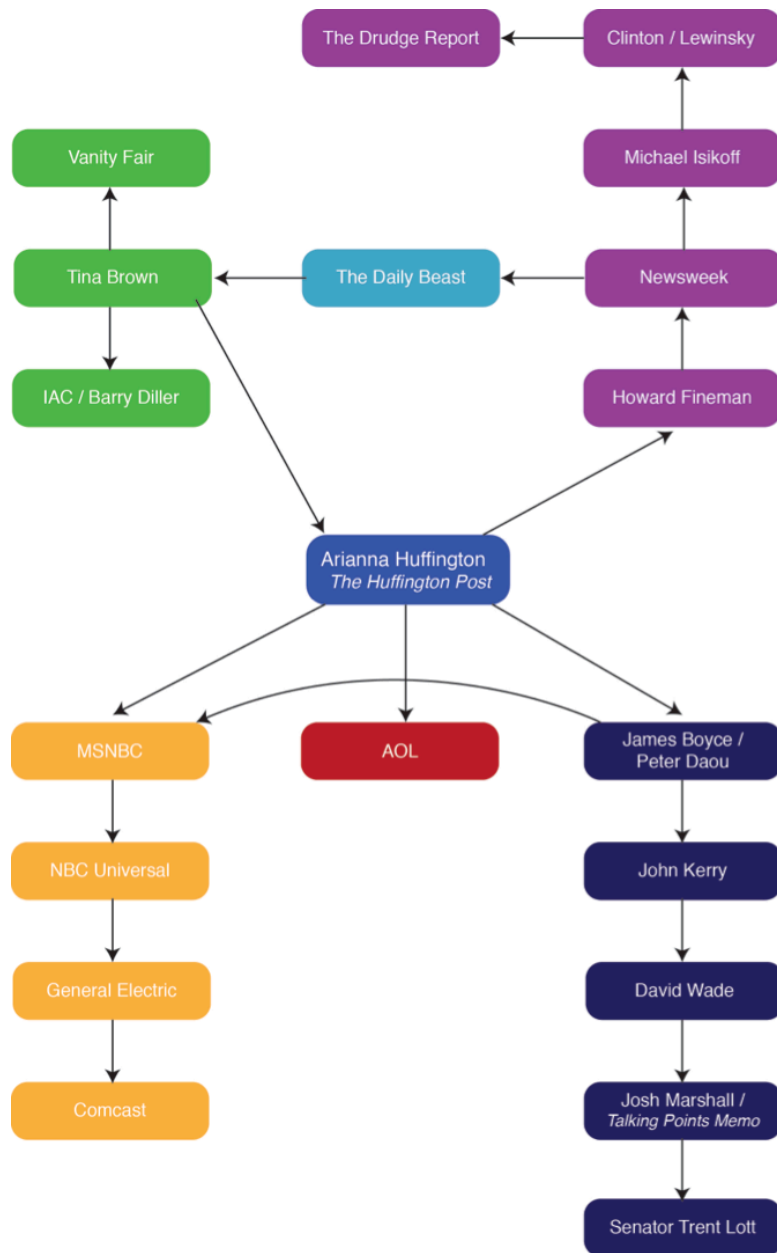 The Drudge Report
Clinton / Lewinsky
Vanity Fair
Michael Isikoff
Tina Brown
The Daily Beast
Newsweek
IAC / Barry Diller
Howard Fineman
Arianna Huffington
The Huffington Post
MSNBC
AOL
James Boyce /
Peter Daou
NBC Universal
John Kerry
General Electric
David Wade
Comcast
Josh Marshall /
Talking Points Memo
Senator Trent Lott